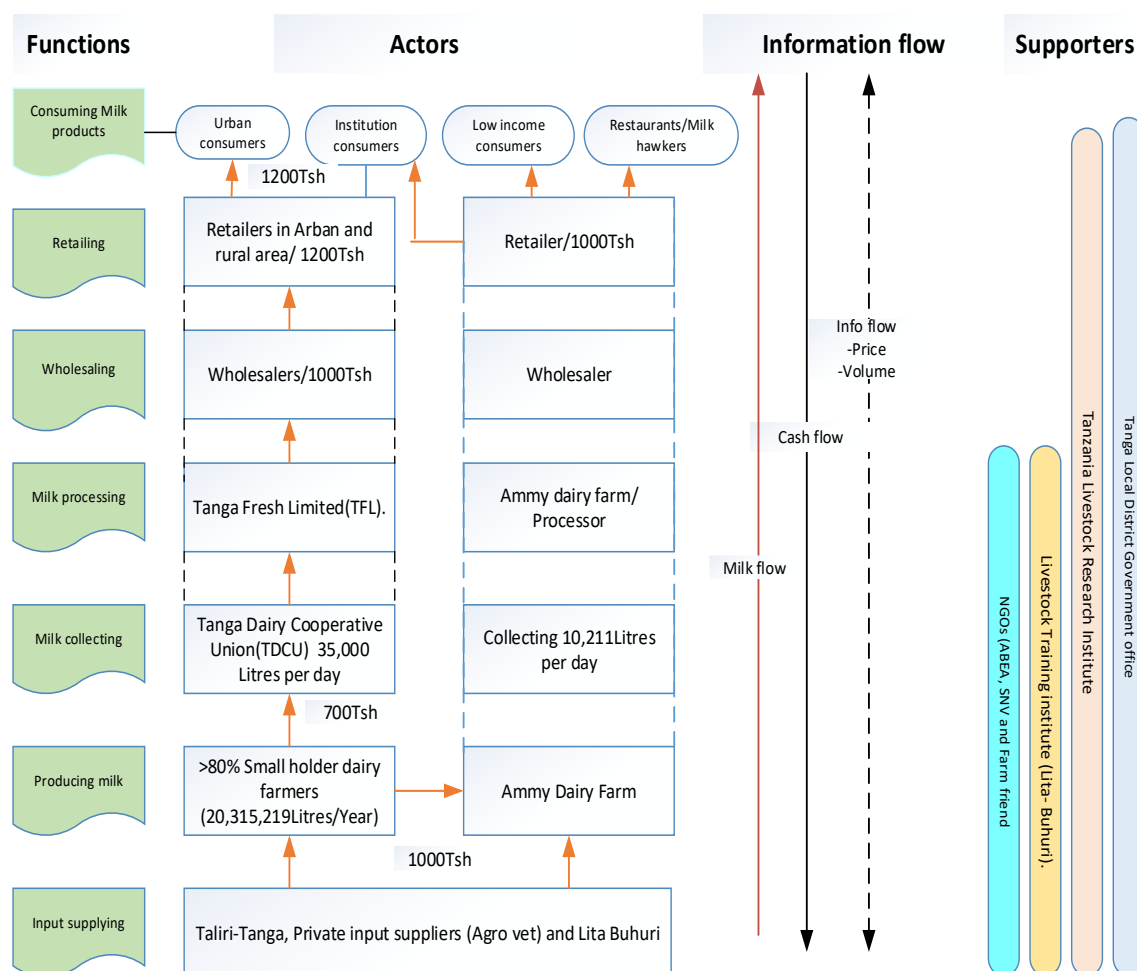 Functions
Actors
Information flow
Supporters
Consuming Milk
products
Urban
consumers
Institution
consumers
Low income
consumers
Restaurants/Milk
hawkers
1200Tsh
Retailing
Retailers in Arban and
rural area/ 1200Tsh
Retailer/1000Tsh
Wholesaling
Wholesalers/1000Tsh
Wholesaler
Milk processing
Tanga Fresh Limited(TFL).
Ammy dairy farm/
Processor
Milk collecting
Tanga Dairy Cooperative
Union(TDCU)  35,000
Litres per day
Collecting 10,211Litres
per day
700Tsh
Producing milk
>80% Small holder dairy
farmers
(20,315,219Litres/Year)
Ammy Dairy Farm
1000Tsh
Input supplying
Taliri-Tanga, Private input suppliers (Agro vet) and Lita Buhuri
Info flow
-Price
-Volume
Cash flow
Milk flow
NGOs (ABEA, SNV and Farm friend
Livestock Training institute (Lita- Buhuri).
Tanzania Livestock Research Institute
Tanga Local District Government office